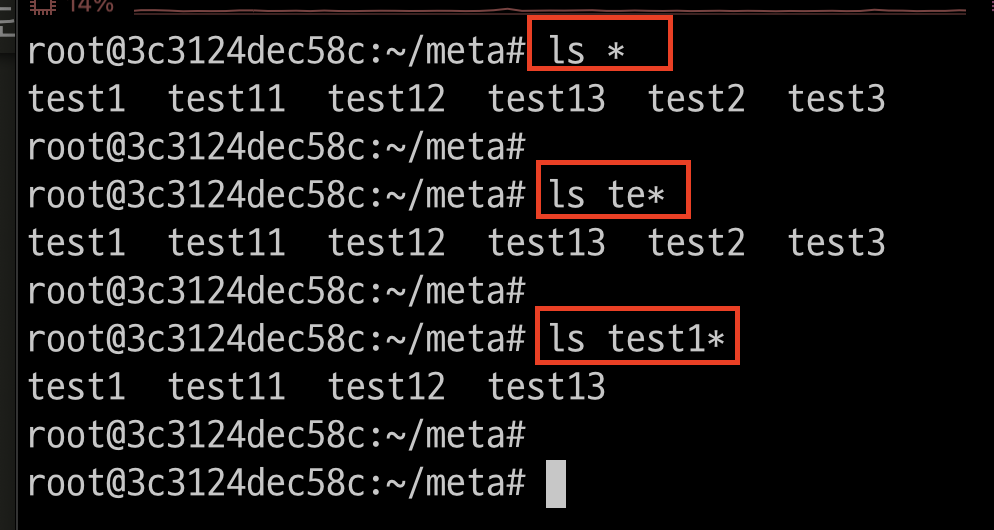 14%
root@3c3124dec58c:~/meta# ls *
test1  test11  test12  test13  test2  test3
root@3c3124dec58c:~/meta#
root@3c3124dec58c:~/meta# ls te*
test1  test11  test12  test13  test2  test3
root@3c3124dec58c:~/meta#
root@3c3124dec58c:~/meta# ls test1*
test1  test11  test12  test13
root@3c3124dec58c:~/meta#
root@3c3124dec58c:~/meta#